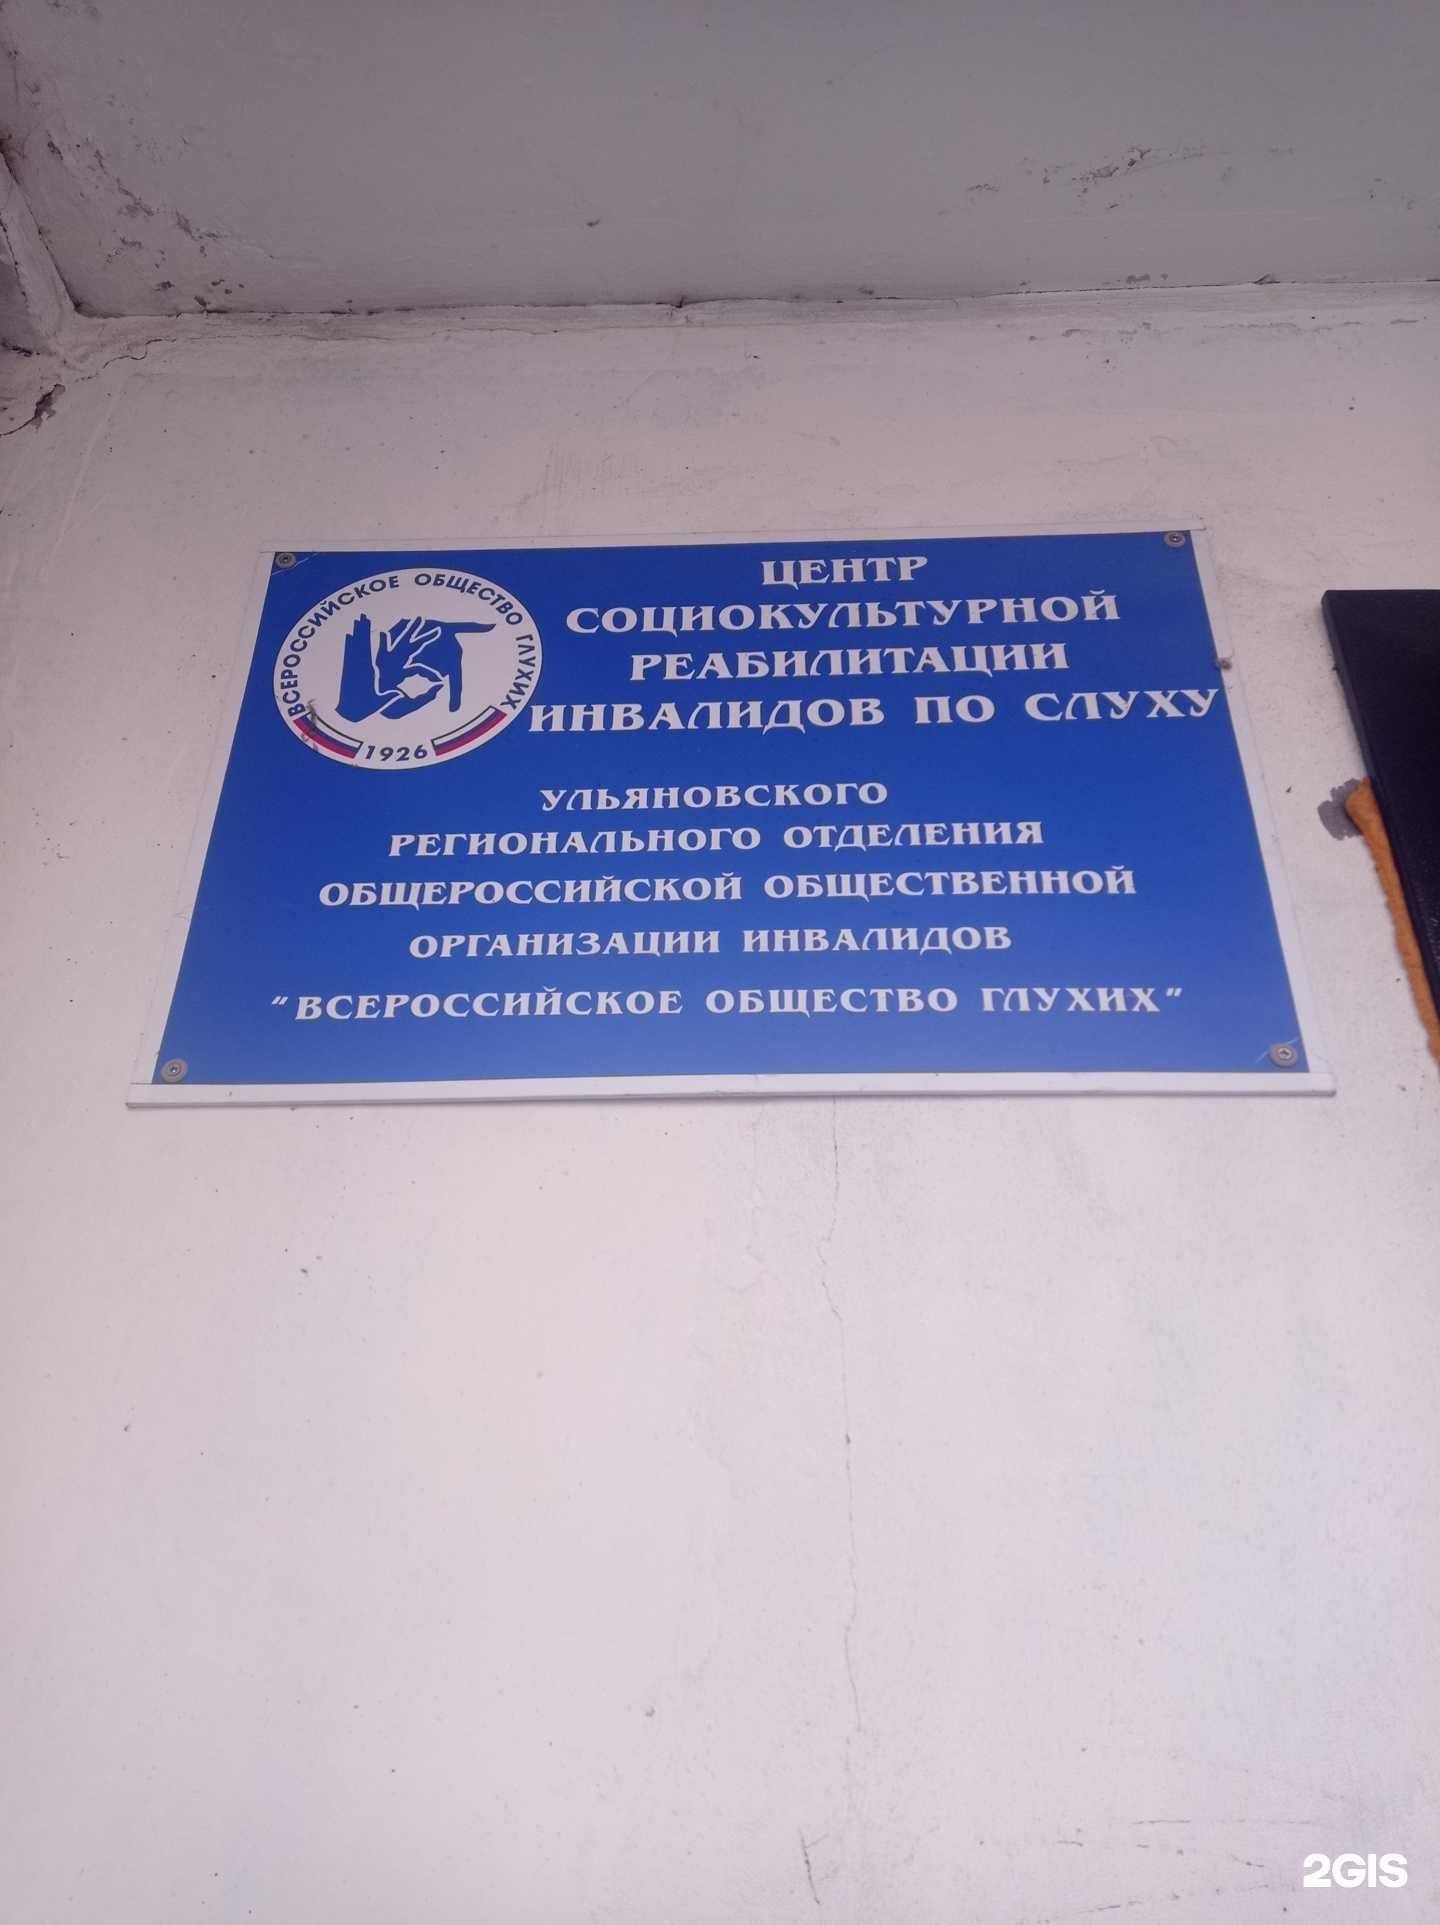 ВСЕРОССИЙСКОЕ ОБЩЕСТВО ГЛУХИХ
1926
ЦЕНТР
СОЦИОКУЛЬТУРНОЙ
РЕАБИЛИТАЦИИ
ИНВАЛИДОВ ПО СЛУХУ
УЛЬЯНОВСКОГО
РЕГИОНАЛЬНОГО ОТДЕЛЕНИЯ
ОБЩЕРОССИЙСКОЙ ОБЩЕСТВЕННОЙ
ОРГАНИЗАЦИИ ИНВАЛИДОВ
“ВСЕРОССИЙСКОЕ ОБЩЕСТВО ГЛУХИХ”
2GIS